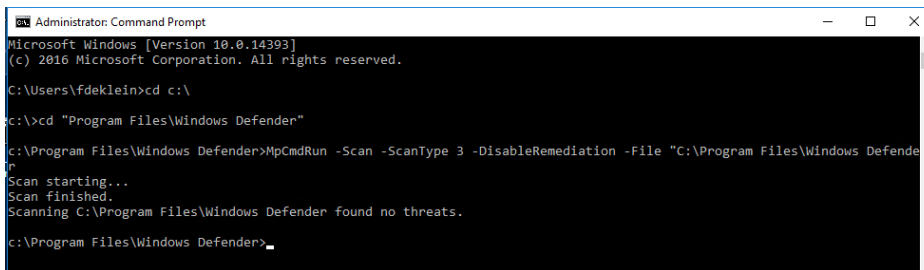 Administrator: Command Prompt
Microsoft Windows [Version 10.0.14393]
(c) 2016 Microsoft Corporation. All rights reserved.
C:\Users\fdeklein>cd c:\
c:\>cd "Program Files\Windows Defender"
c:\Program Files\Windows Defender>MpCmdRun -Scan -ScanType 3 -DisableRemediation -File "C:\Program Files\Windows Defende
r
Scan starting...
Scan finished.
Scanning C:\Program Files\Windows Defender found no threats.
c:\Program Files\Windows Defender>